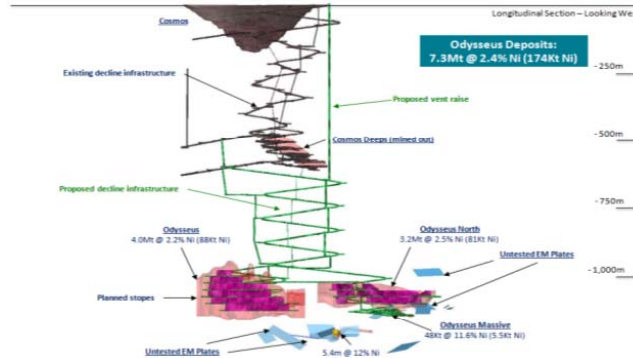 Longitudinal Section – Looking We
Cosmos
Odysseus Deposits:
7.3Mt @ 2.4% Ni (174Kt Ni)
-250m
Existing decline infrastructure
Proposed vent raise
-500m
Cosmos Deeps (mined out)
Proposed decline infrastructure
-750m
Odysseus
4.0Mt @ 2.2% Ni (88Kt Ni)
Odysseus North
3.2Mt @ 2.5% Ni (81Kt Ni)
Untested EM Plates
-1,000m
Planned stopes
Odysseus Massive
48Kt @ 11.6% Ni (5.5Kt Ni)
Untested EM Plates
5.4m @ 12% Ni